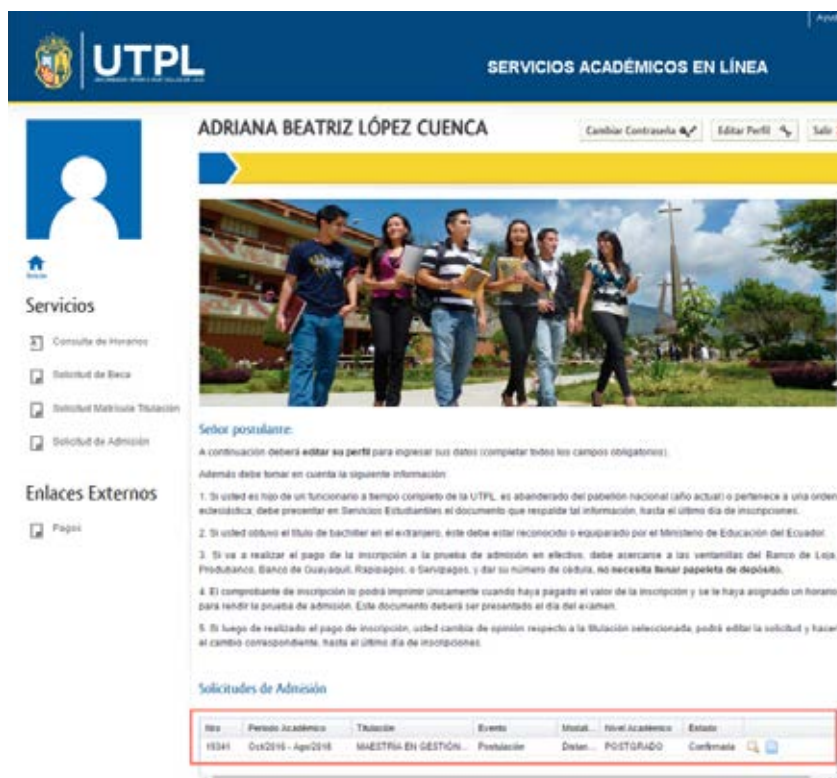 Ayud
UTPL
SERVICIOS ACADÉMICOS EN LÍNEA
ADRIANA BEATRIZ LÓPEZ CUENCA
Cambiar Contraseña
Editar Perfil
Salir
Inicio
Servicios
Consulta de Horarios
Solicitud de Beca
Solicitud Matrícula Titulación
Solicitud de Admisión
Enlaces Externos
Pagos
Señor postulante:
A continuación deberá editar su perfil para ingresar sus datos (completar todos los campos obligatorios).
Además debe tomar en cuenta la siguiente información:
1. Si usted es hijo de un funcionario a tiempo completo de la UTPL, es abanderado del pabellón nacional (año actual) o pertenece a una orden
eclesiástica, debe presentar en Servicios Estudiantiles el documento que respalde tal información, hasta el último día de inscripciones.
2. Si usted obtuvo el título de bachiller en el extranjero, éste debe estar reconocido o equiparado por el Ministerio de Educación del Ecuador.
3. Si va a realizar el pago de la inscripción a la prueba de admisión en efectivo, debe acercarse a las ventanillas del Banco de Loja,
Produbanco, Banco de Guayaquil, Rapipagos, o Servipagos, y dar su número de cédula, no necesita llenar papeleta de depósito.
4. El comprobante de inscripción lo podrá imprimir únicamente cuando haya pagado el valor de la inscripción y se le haya asignado un horario
para rendir la prueba de admisión. Este documento deberá ser presentado el día del examen.
5. Si luego de realizado el pago de inscripción, usted cambia de opinión respecto a la titulación seleccionada, podrá editar la solicitud y hacer
el cambio correspondiente, hasta el último día de inscripciones.
Solicitudes de Admisión
Nro Periodo Académico Titulación Evento Modali... Nivel Académico Estado
19341 Oct/2015 - Ago/2016 MAESTRÍA EN GESTIÓN... Postulación Distan... POSTGRADO Confirmada